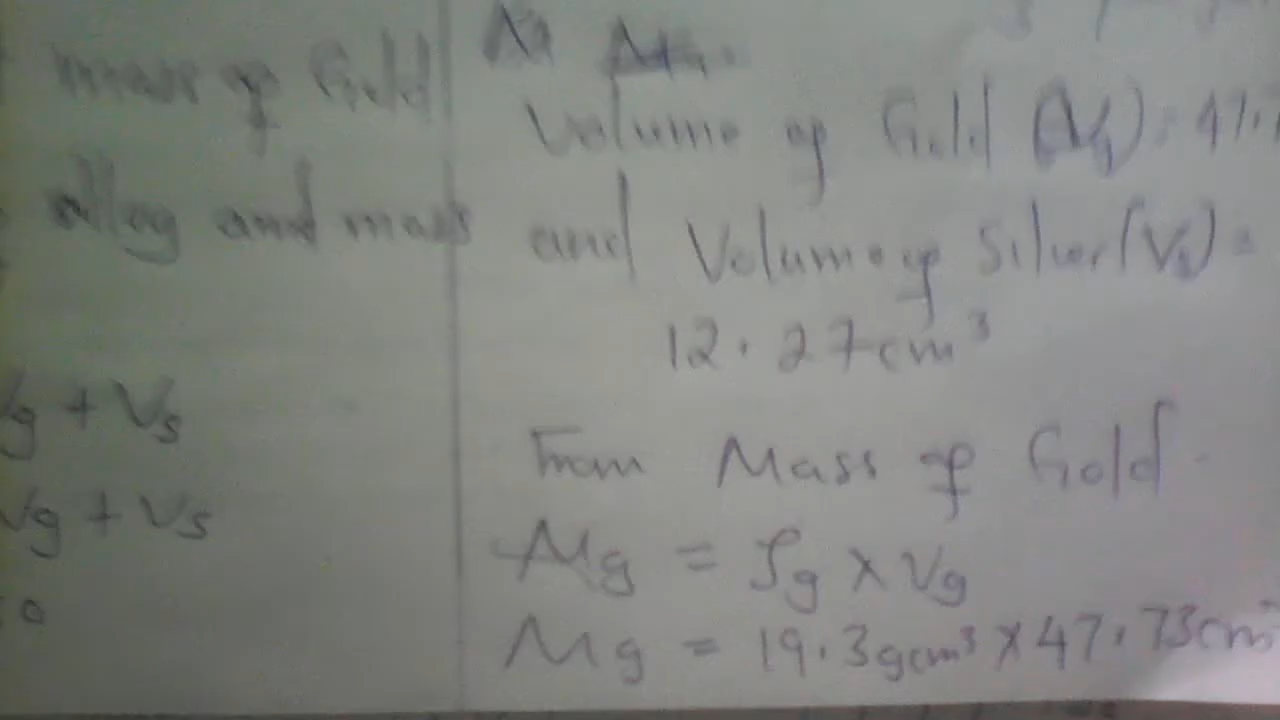 mass of Gold
alloy and mass
Vg + Vs
Vg + Vs
Volume of Gold (Vg) =
and Volume of Silver (Vs) =
12.27cm³
From Mass of Gold
Mg = ρg × Vg
Mg = 19.3gcm³ × 47.73cm